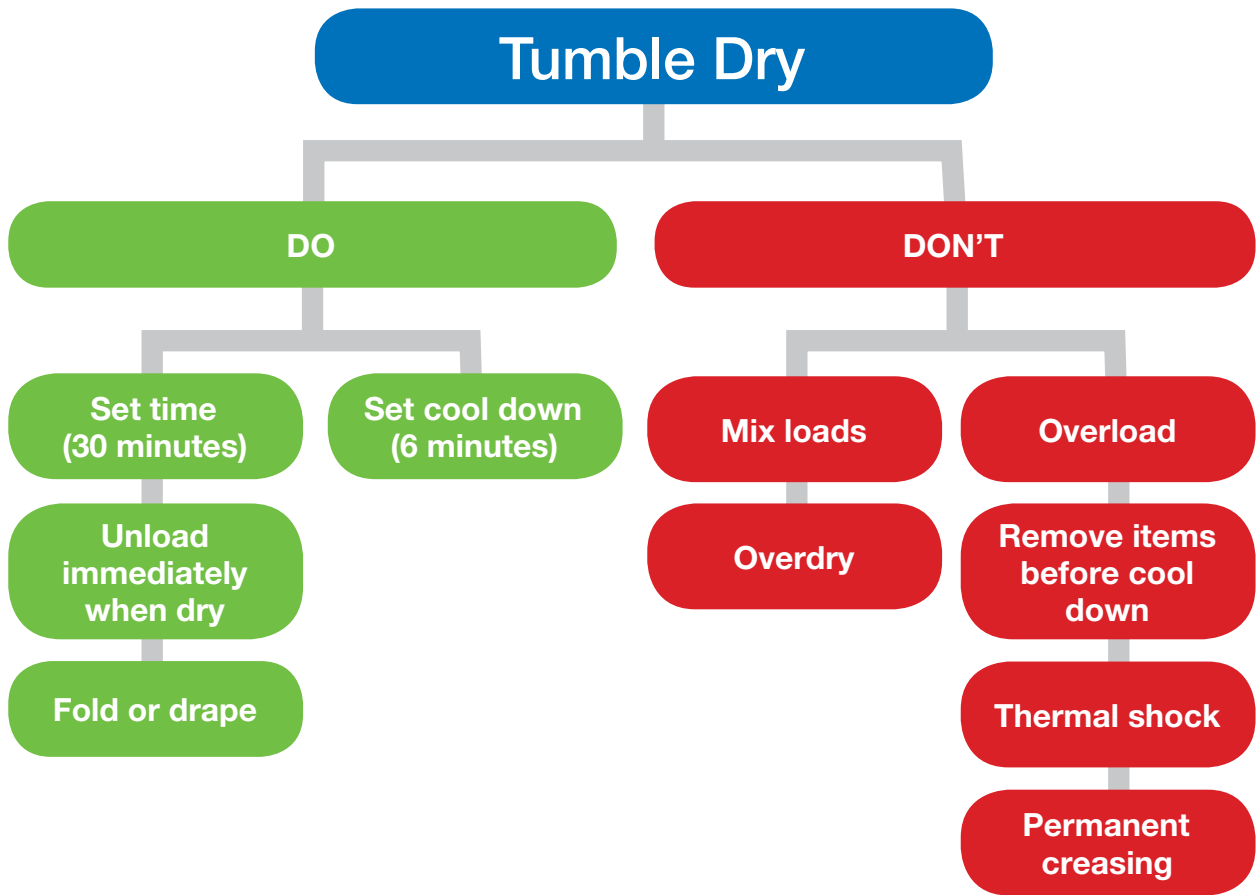 Tumble Dry
DO
DON'T
Set time
(30 minutes)
Set cool down
(6 minutes)
Mix loads
Overload
Unload
immediately
when dry
Overdry
Remove items
before cool
down
Fold or drape
Thermal shock
Permanent
creasing